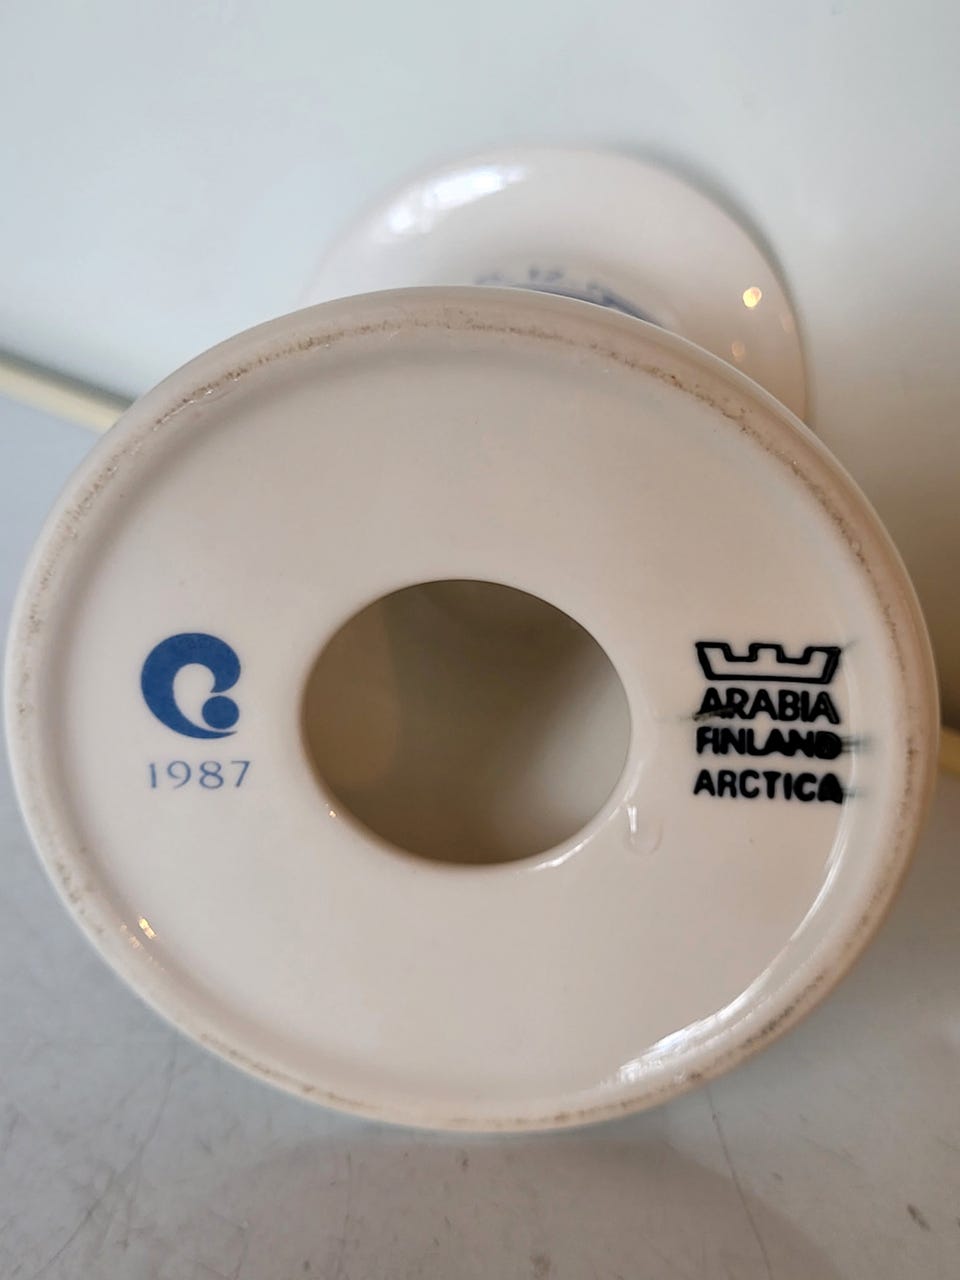 1987
ARABIA
FINLAND
ARCTICA